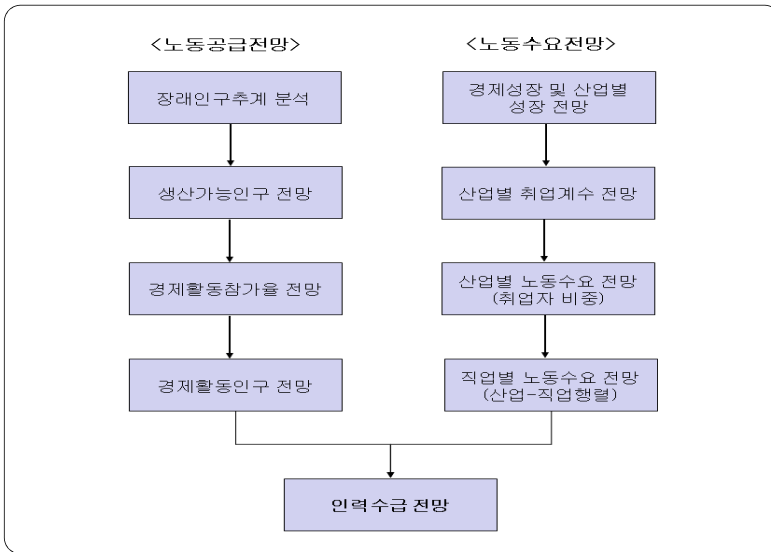 <노동공급전망>
장래인구추계 분석
생산가능인구 전망
경제활동참가율 전망
경제활동인구 전망
<노동수요전망>
경제성장 및 산업별
성장 전망
산업별 취업계수 전망
산업별 노동수요 전망
(취업자 비중)
직업별 노동수요 전망
(산업-직업행렬)
인력수급 전망